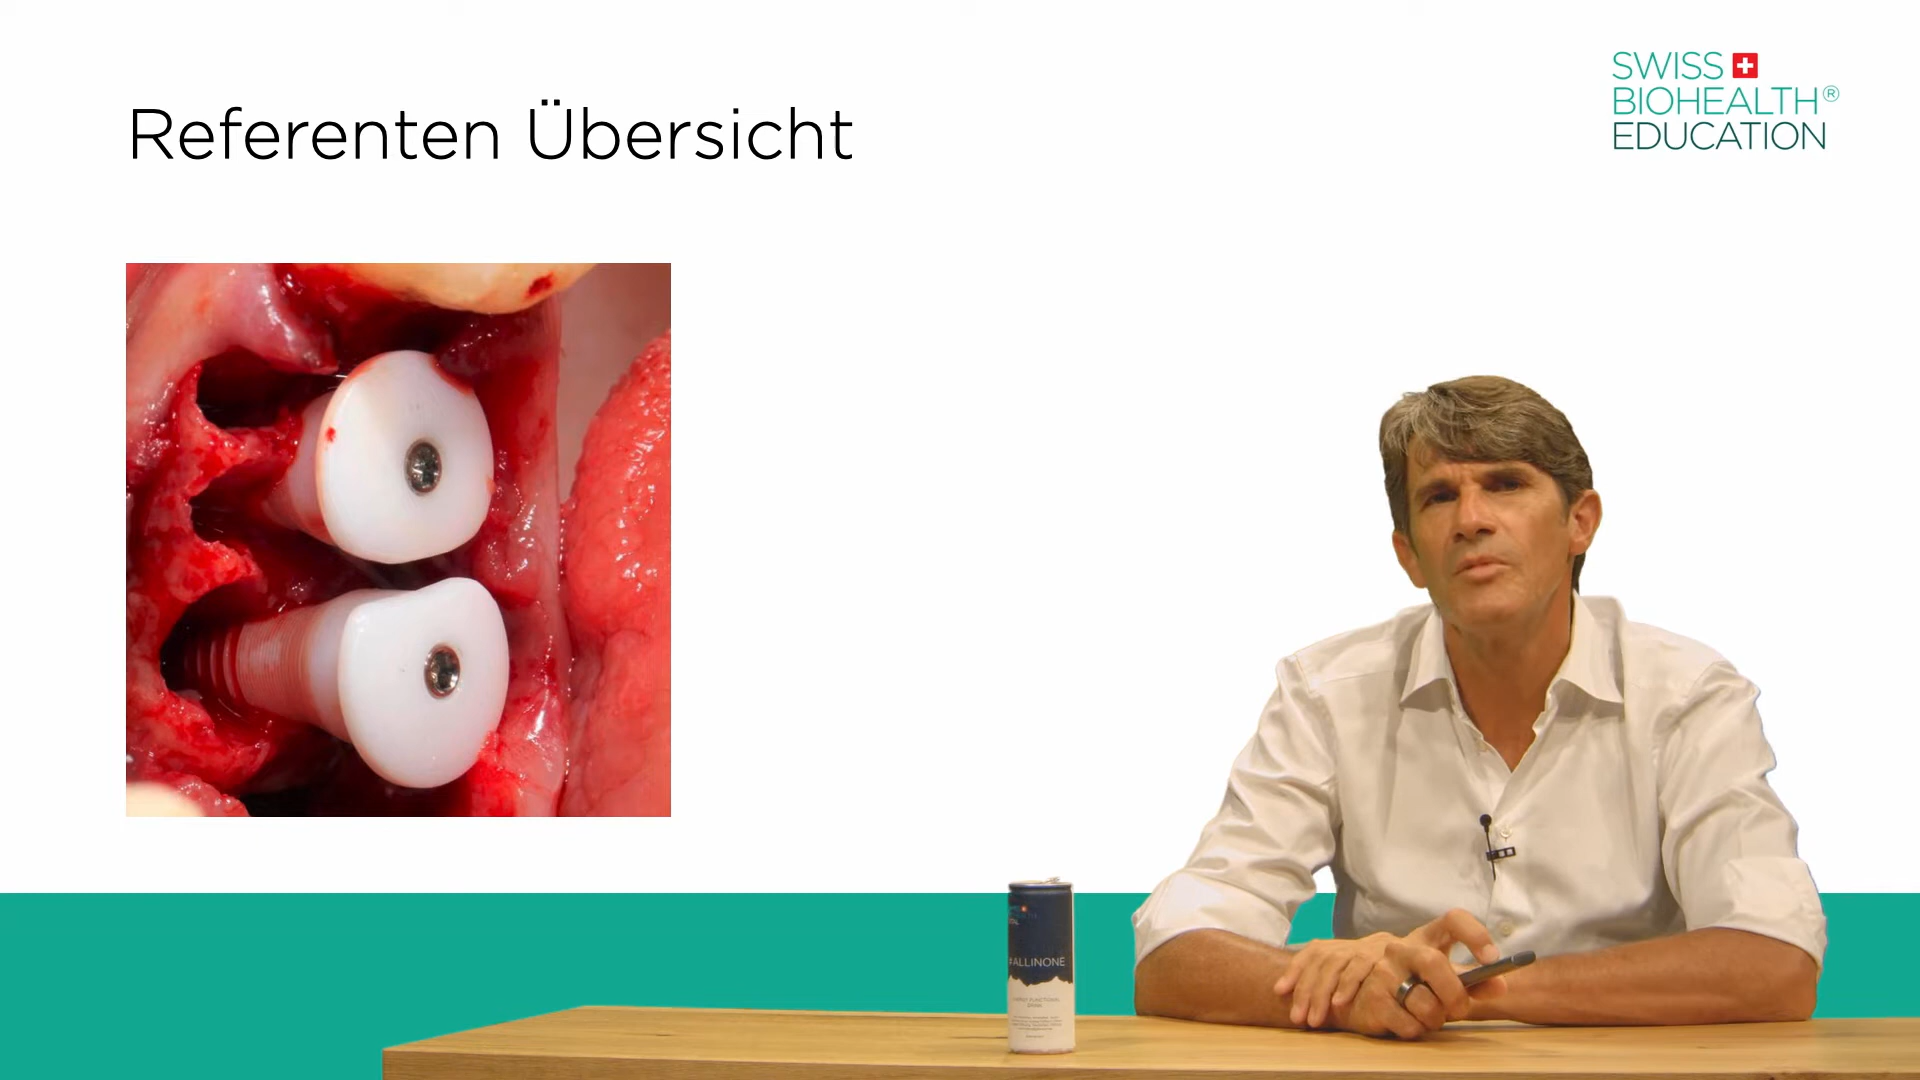 Referenten Übersicht
SWISS
BIOHEALTH®
EDUCATION
#ALLINONE